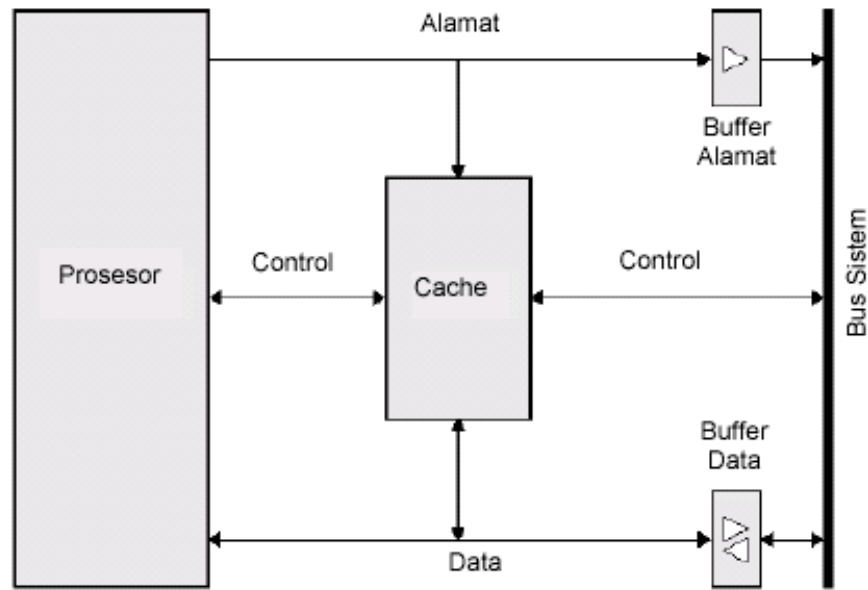 Alamat
Buffer
Alamat
Prosesor
Control
Cache
Control
Bus Sistem
Buffer
Data
Data